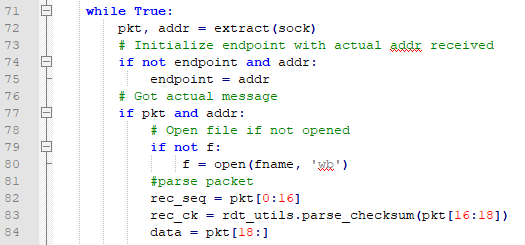 71 while True:
72 pkt, addr = extract(sock)
73 # Initialize endpoint with actual addr received
74 if not endpoint and addr:
75 endpoint = addr
76 # Got actual message
77 if pkt and addr:
78 # Open file if not opened
79 if not f:
80 f = open(fname, 'wb')
81 #parse packet
82 rec_seq = pkt[0:16]
83 rec_ck = rdt_utils.parse_checksum(pkt[16:18])
84 data = pkt[18:]